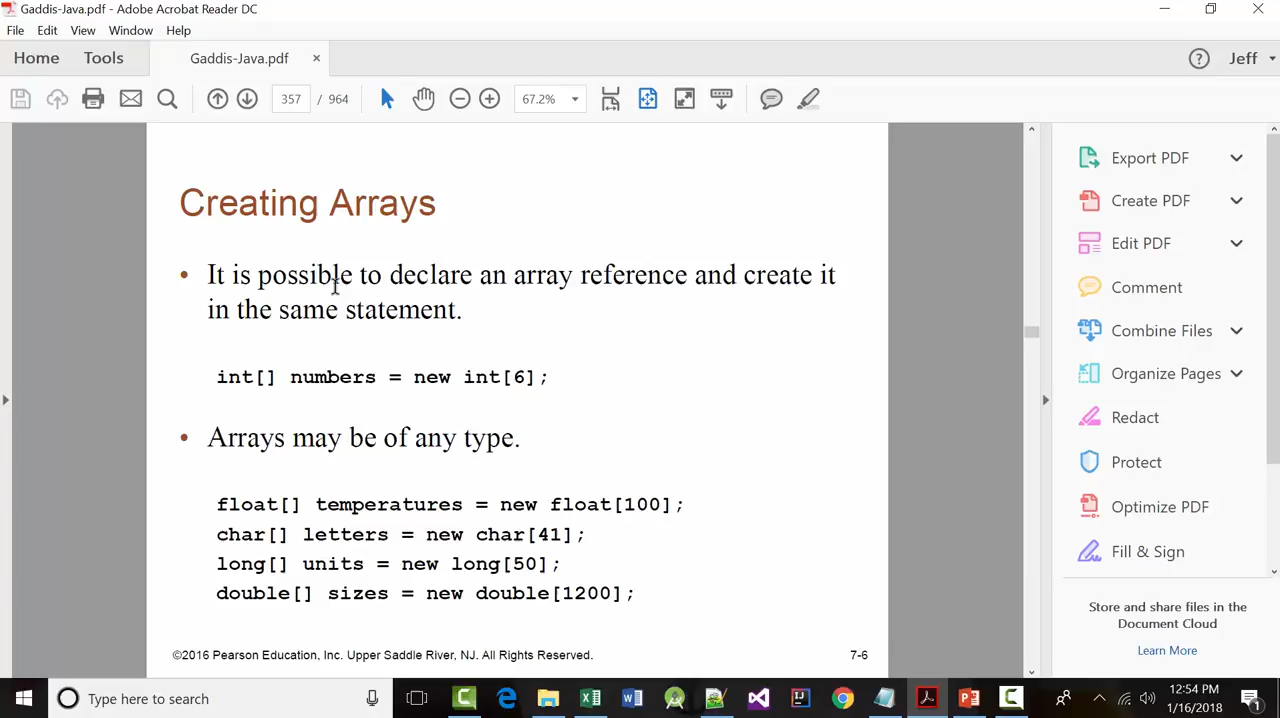 Gaddis-Java.pdf - Adobe Acrobat Reader DC
File Edit View Window Help
Home Tools Gaddis-Java.pdf × ? Jeff
357 / 964 67.2%
Creating Arrays
• It is possible to declare an array reference and create it
in the same statement.
int[] numbers = new int[6];
• Arrays may be of any type.
float[] temperatures = new float[100];
char[] letters = new char[41];
long[] units = new long[50];
double[] sizes = new double[1200];
©2016 Pearson Education, Inc. Upper Saddle River, NJ. All Rights Reserved. 7-6
Export PDF
Create PDF
Edit PDF
Comment
Combine Files
Organize Pages
Redact
Protect
Optimize PDF
Fill & Sign
Store and share files in the
Document Cloud
Learn More
Type here to search
12:54 PM
1/16/2018
1